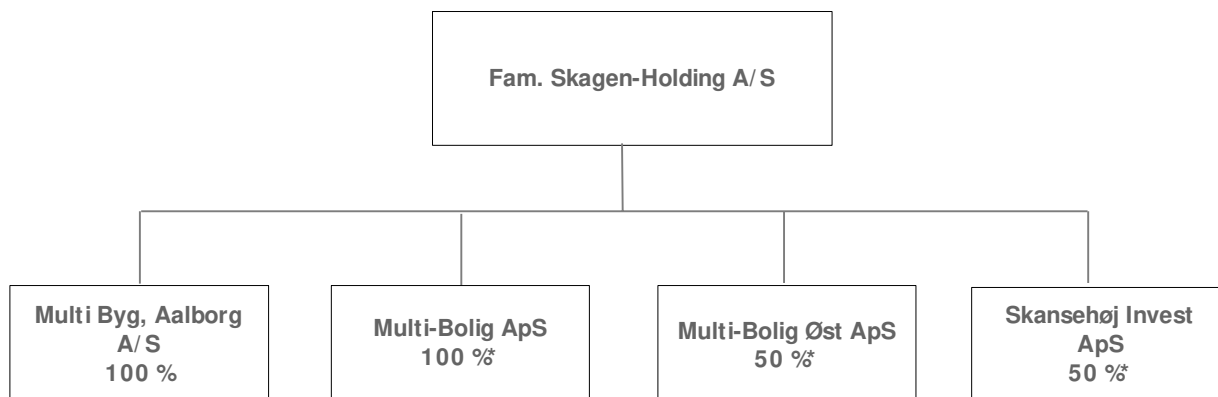 Fam. Skagen-Holding A/S
Multi Byg, Aalborg
A/S
100 %
Multi-Bolig ApS
100 %*
Multi-Bolig Øst ApS
50 %*
Skansehøj Invest
ApS
50 %*